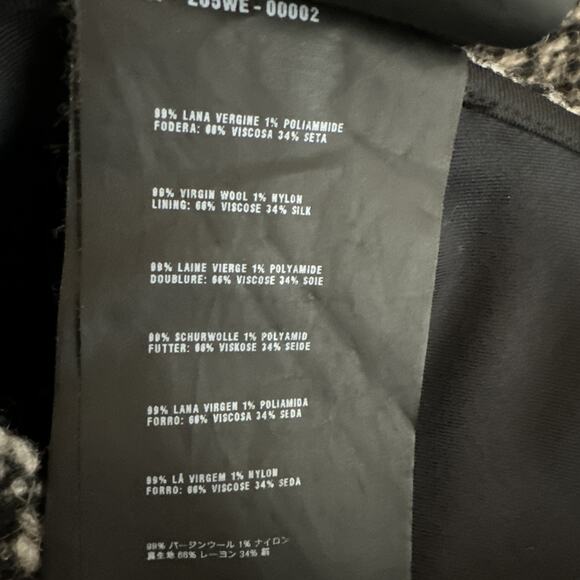 205WE-00002
99% LANA VERGINE 1% POLIAMMIDE
FODERA: 66% VISCOSA 34% SETA
99% VIRGIN WOOL 1% NYLON
LINING: 66% VISCOSE 34% SILK
99% LAINE VIERGE 1% POLYAMIDE
DOUBLURE: 66% VISCOSE 34% SOIE
99% SCHURWOLLE 1% POLYAMID
FUTTER: 66% VISKOSE 34% SEIDE
99% LANA VIRGEN 1% POLIAMIDA
FORRO: 66% VISCOSA 34% SEDA
99% LÃ VIRGEM 1% NYLON
FORRO: 66% VISCOSE 34% SEDA
99% バージンウール 1% ナイロン
裏生地 66% レーヨン 34% 絹